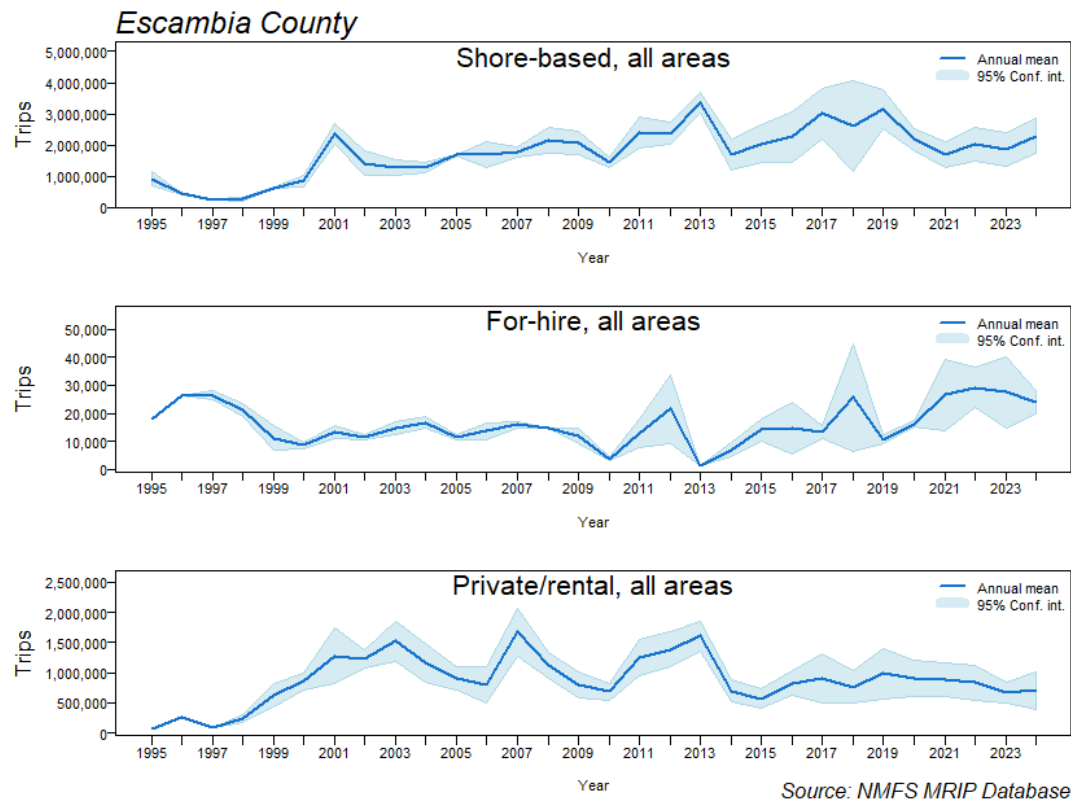 Escambia County
Shore-based, all areas
Annual mean
95% Conf. int.
Trips
5,000,000
4,000,000
3,000,000
2,000,000
1,000,000
0
1995 1997 1999 2001 2003 2005 2007 2009 2011 2013 2015 2017 2019 2021 2023
Year
For-hire, all areas
Annual mean
95% Conf. int.
Trips
50,000
40,000
30,000
20,000
10,000
0
1995 1997 1999 2001 2003 2005 2007 2009 2011 2013 2015 2017 2019 2021 2023
Year
Private/rental, all areas
Annual mean
95% Conf. int.
Trips
2,500,000
2,000,000
1,500,000
1,000,000
500,000
0
1995 1997 1999 2001 2003 2005 2007 2009 2011 2013 2015 2017 2019 2021 2023
Year
Source: NMFS MRIP Database